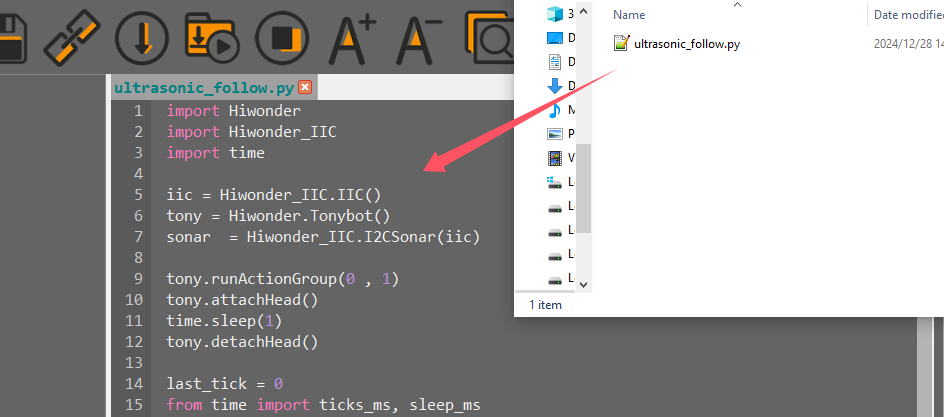 A+ A-
ultrasonic_follow.py
1 import Hiwonder
2 import Hiwonder_IIC
3 import time
4
5 iic = Hiwonder_IIC.IIC()
6 tony = Hiwonder.Tonybot()
7 sonar  = Hiwonder_IIC.I2CSonar(iic)
8
9 tony.runActionGroup(0 , 1)
10 tony.attachHead()
11 time.sleep(1)
12 tony.detachHead()
13
14 last_tick = 0
15 from time import ticks_ms, sleep_ms
3
D
D
D
M
P
V
L
L
L
L
L
Name
Date modifie
ultrasonic_follow.py
2024/12/28 14
1 item